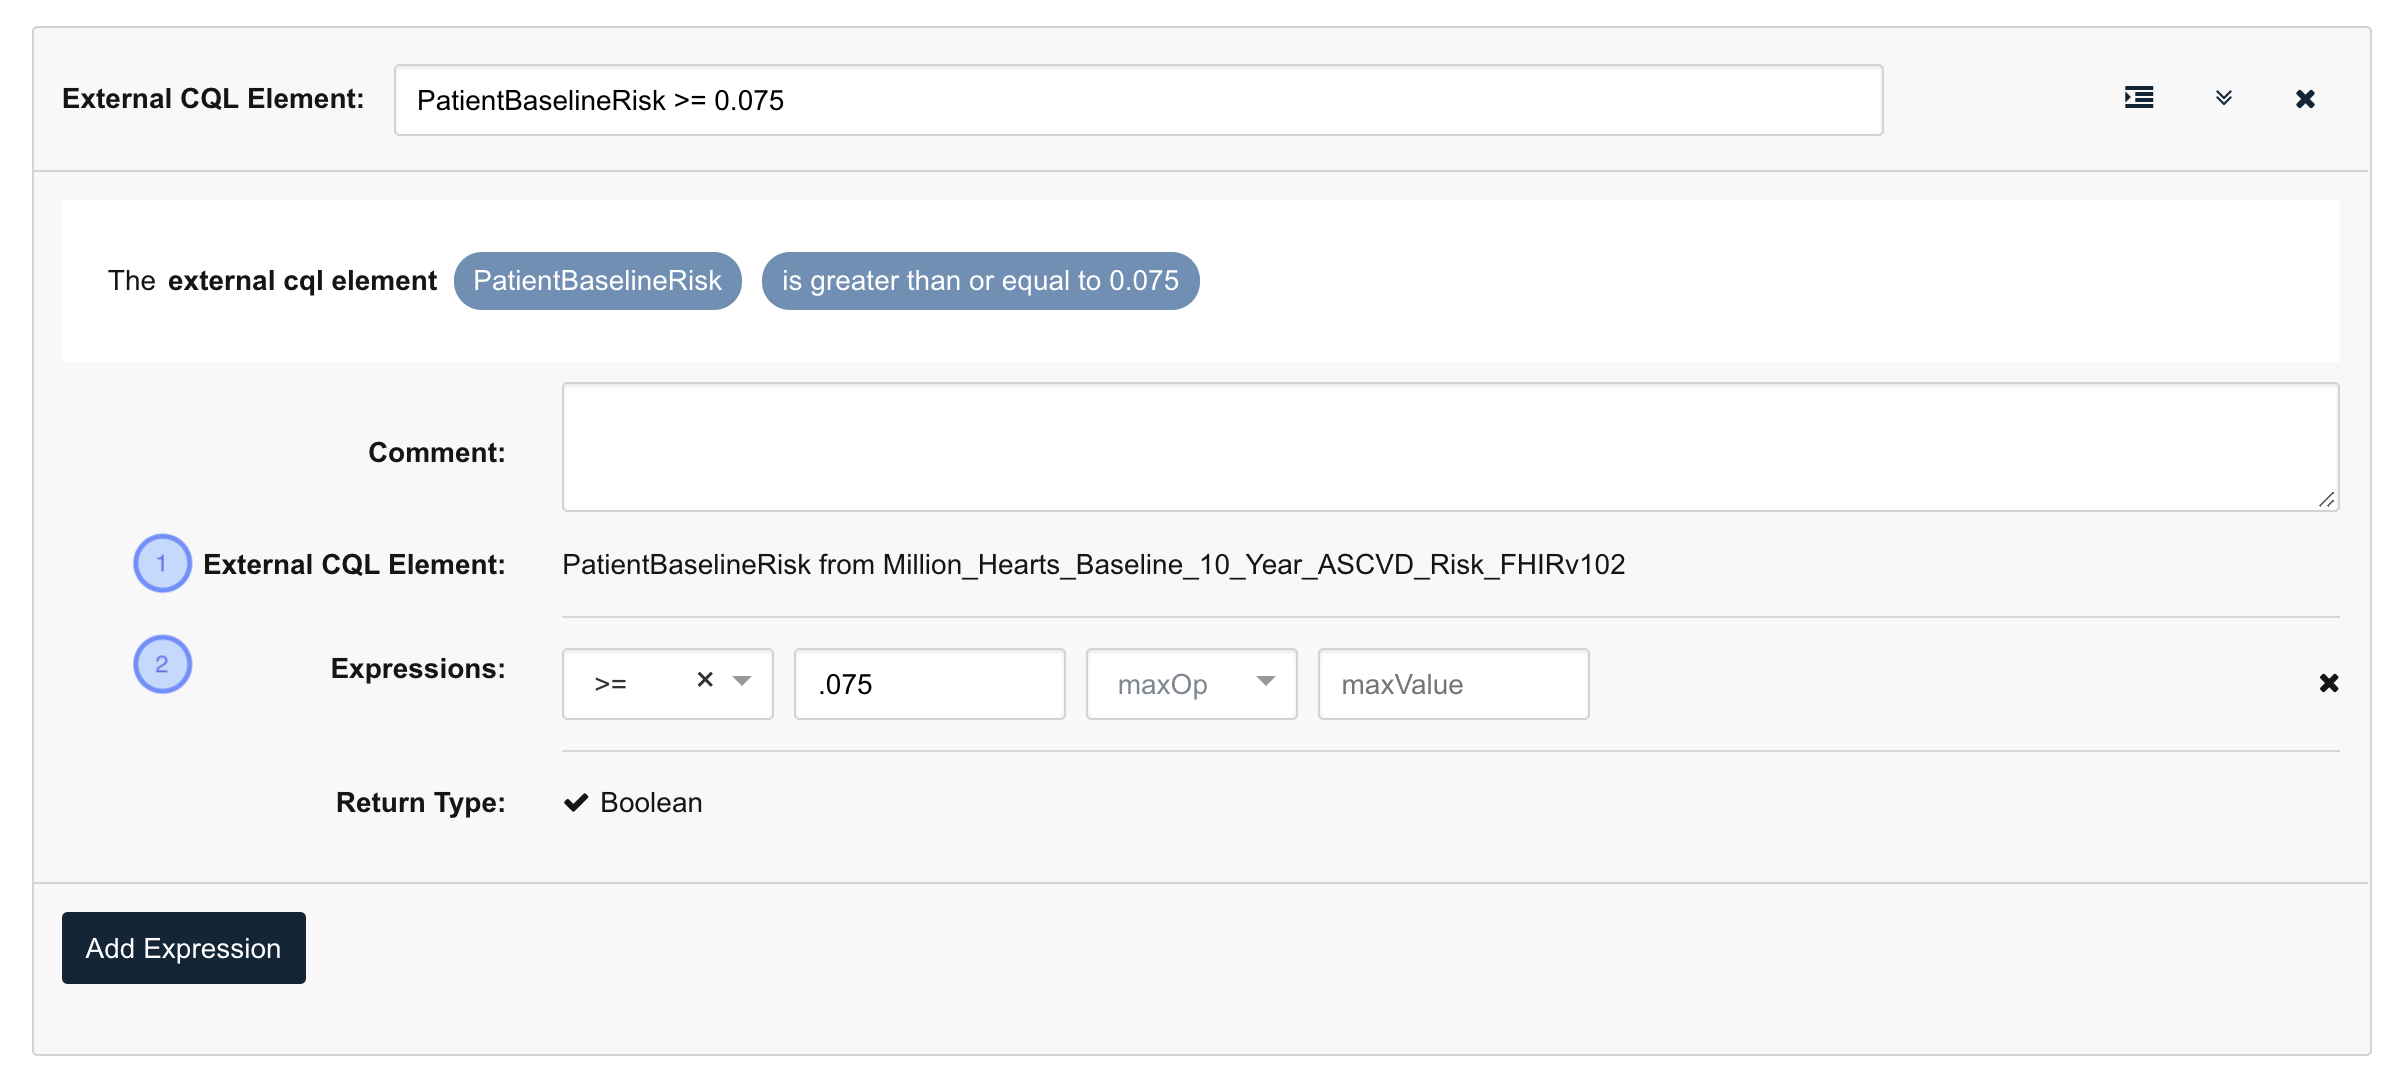 External CQL Element: PatientBaselineRisk >= 0.075
The external cql element PatientBaselineRisk is greater than or equal to 0.075
Comment:
1 External CQL Element: PatientBaselineRisk from Million_Hearts_Baseline_10_Year_ASCVD_Risk_FHIRv102
2 Expressions: >= .075 maxOp maxValue
Return Type: Boolean
Add Expression